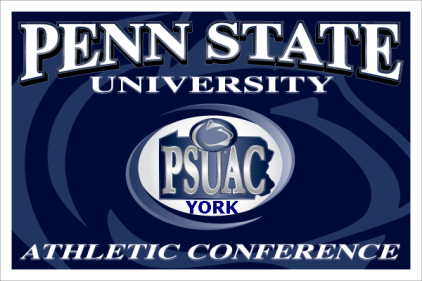 PENN STATE
UNIVERSITY
PSUAC
YORK
ATHLETIC CONFERENCE